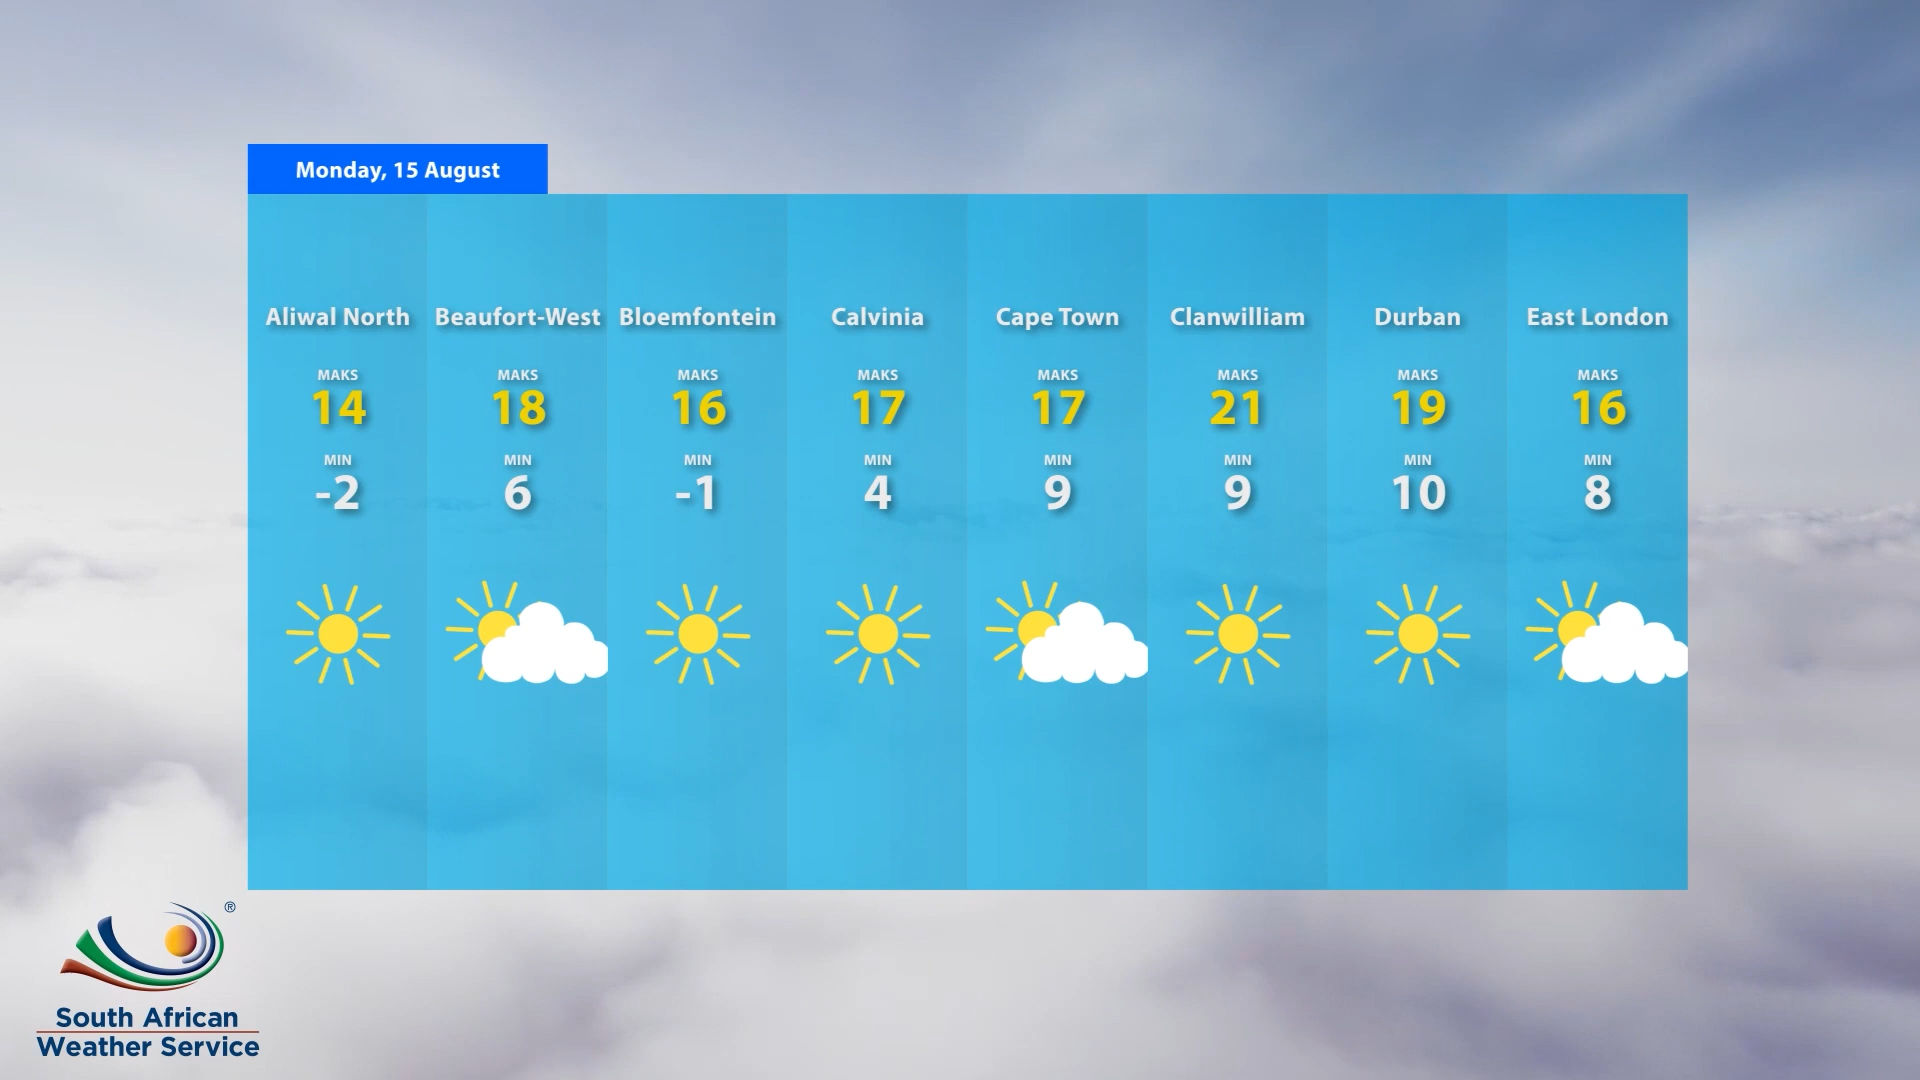 Monday, 15 August
Aliwal North
MAKS
14
MIN
-2
Beaufort-West
MAKS
18
MIN
6
Bloemfontein
MAKS
16
MIN
-1
Calvinia
MAKS
17
MIN
4
Cape Town
MAKS
17
MIN
9
Clanwilliam
MAKS
21
MIN
9
Durban
MAKS
19
MIN
10
East London
MAKS
16
MIN
8
®
South African
Weather Service